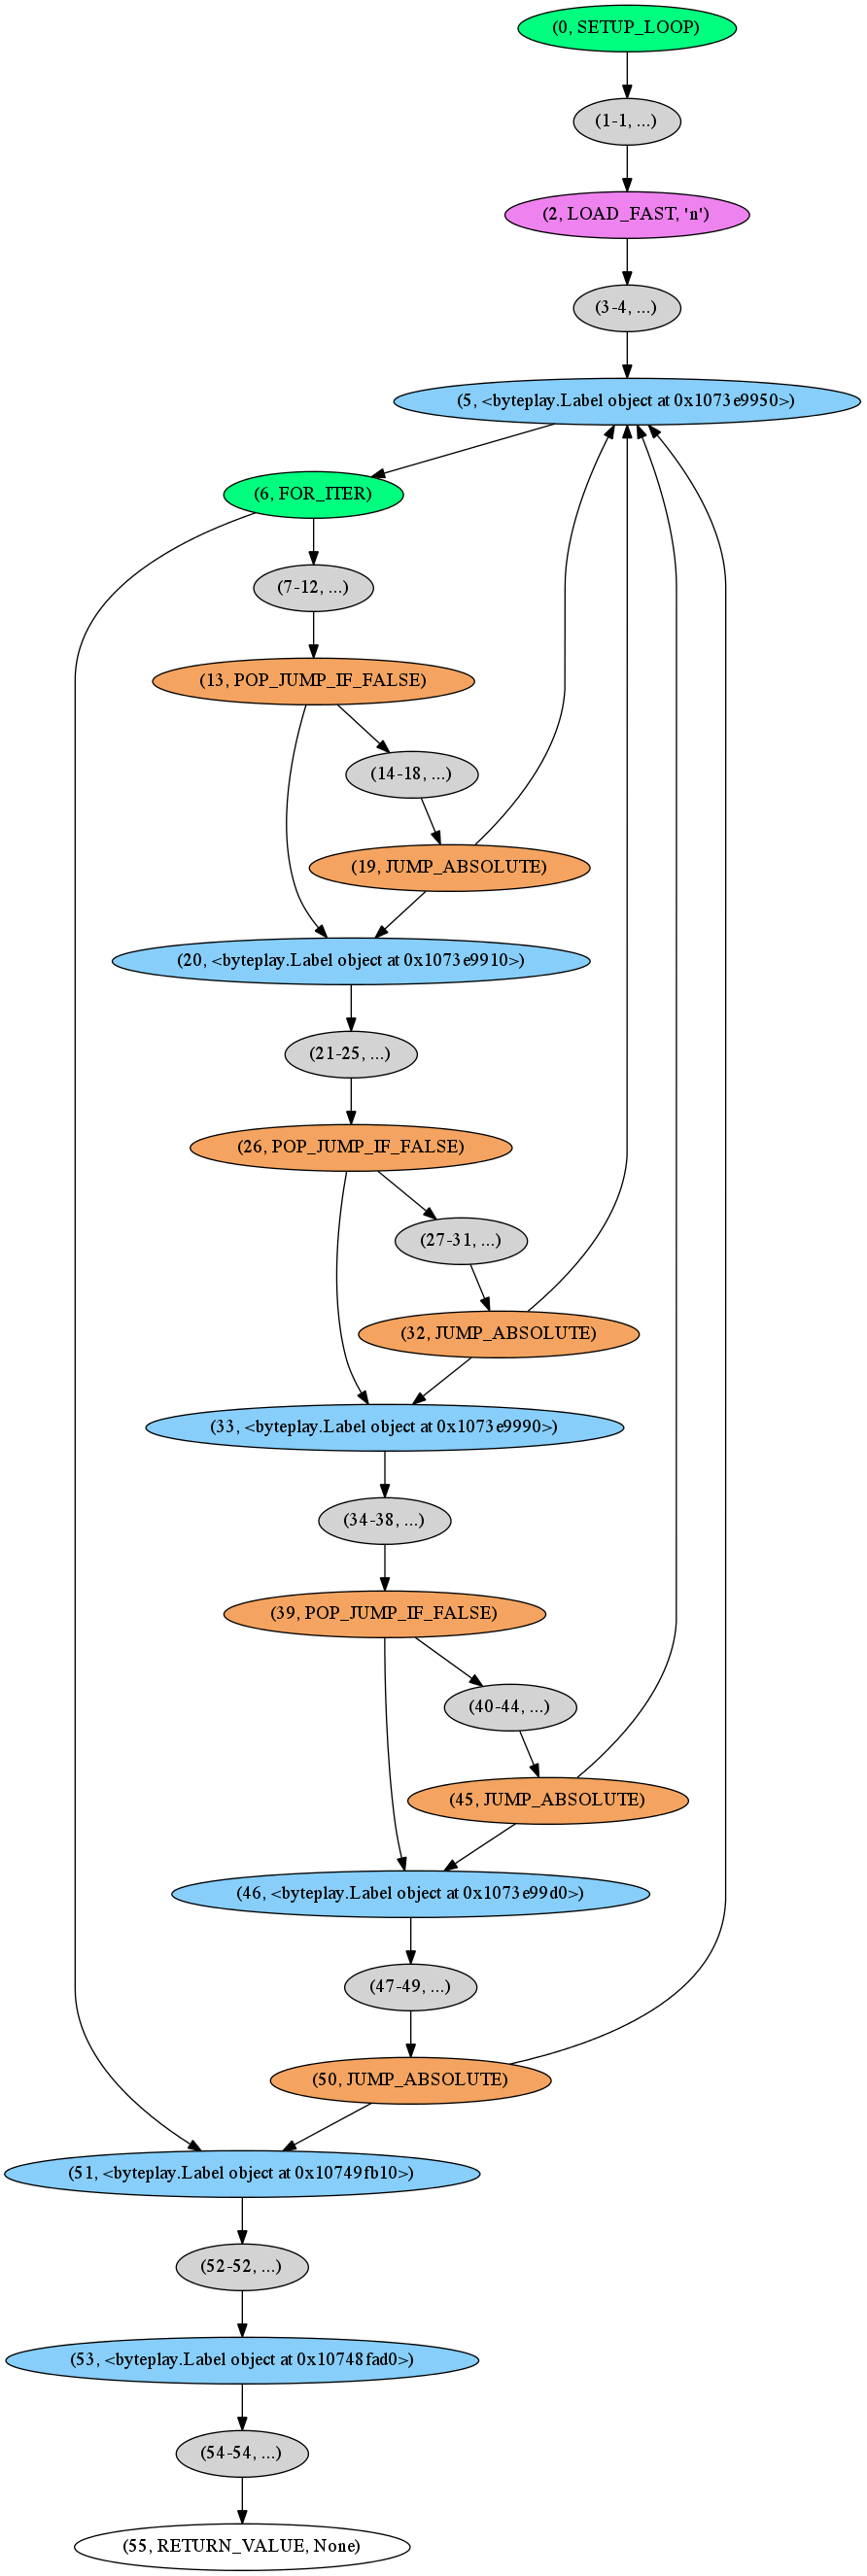 (0, SETUP_LOOP)
(1-1, ...)
(2, LOAD_FAST, 'n')
(3-4, ...)
(5, <byteplay.Label object at 0x1073e9950>)
(6, FOR_ITER)
(7-12, ...)
(13, POP_JUMP_IF_FALSE)
(14-18, ...)
(19, JUMP_ABSOLUTE)
(20, <byteplay.Label object at 0x1073e9910>)
(21-25, ...)
(26, POP_JUMP_IF_FALSE)
(27-31, ...)
(32, JUMP_ABSOLUTE)
(33, <byteplay.Label object at 0x1073e9990>)
(34-38, ...)
(39, POP_JUMP_IF_FALSE)
(40-44, ...)
(45, JUMP_ABSOLUTE)
(46, <byteplay.Label object at 0x1073e99d0>)
(47-49, ...)
(50, JUMP_ABSOLUTE)
(51, <byteplay.Label object at 0x10749fb10>)
(52-52, ...)
(53, <byteplay.Label object at 0x10748fad0>)
(54-54, ...)
(55, RETURN_VALUE, None)